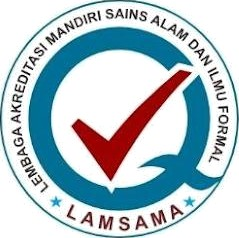 LEMBAGA AKREDITASI MANDIRI SAINS ALAM DAN ILMU FORMAL
LAMSAMA